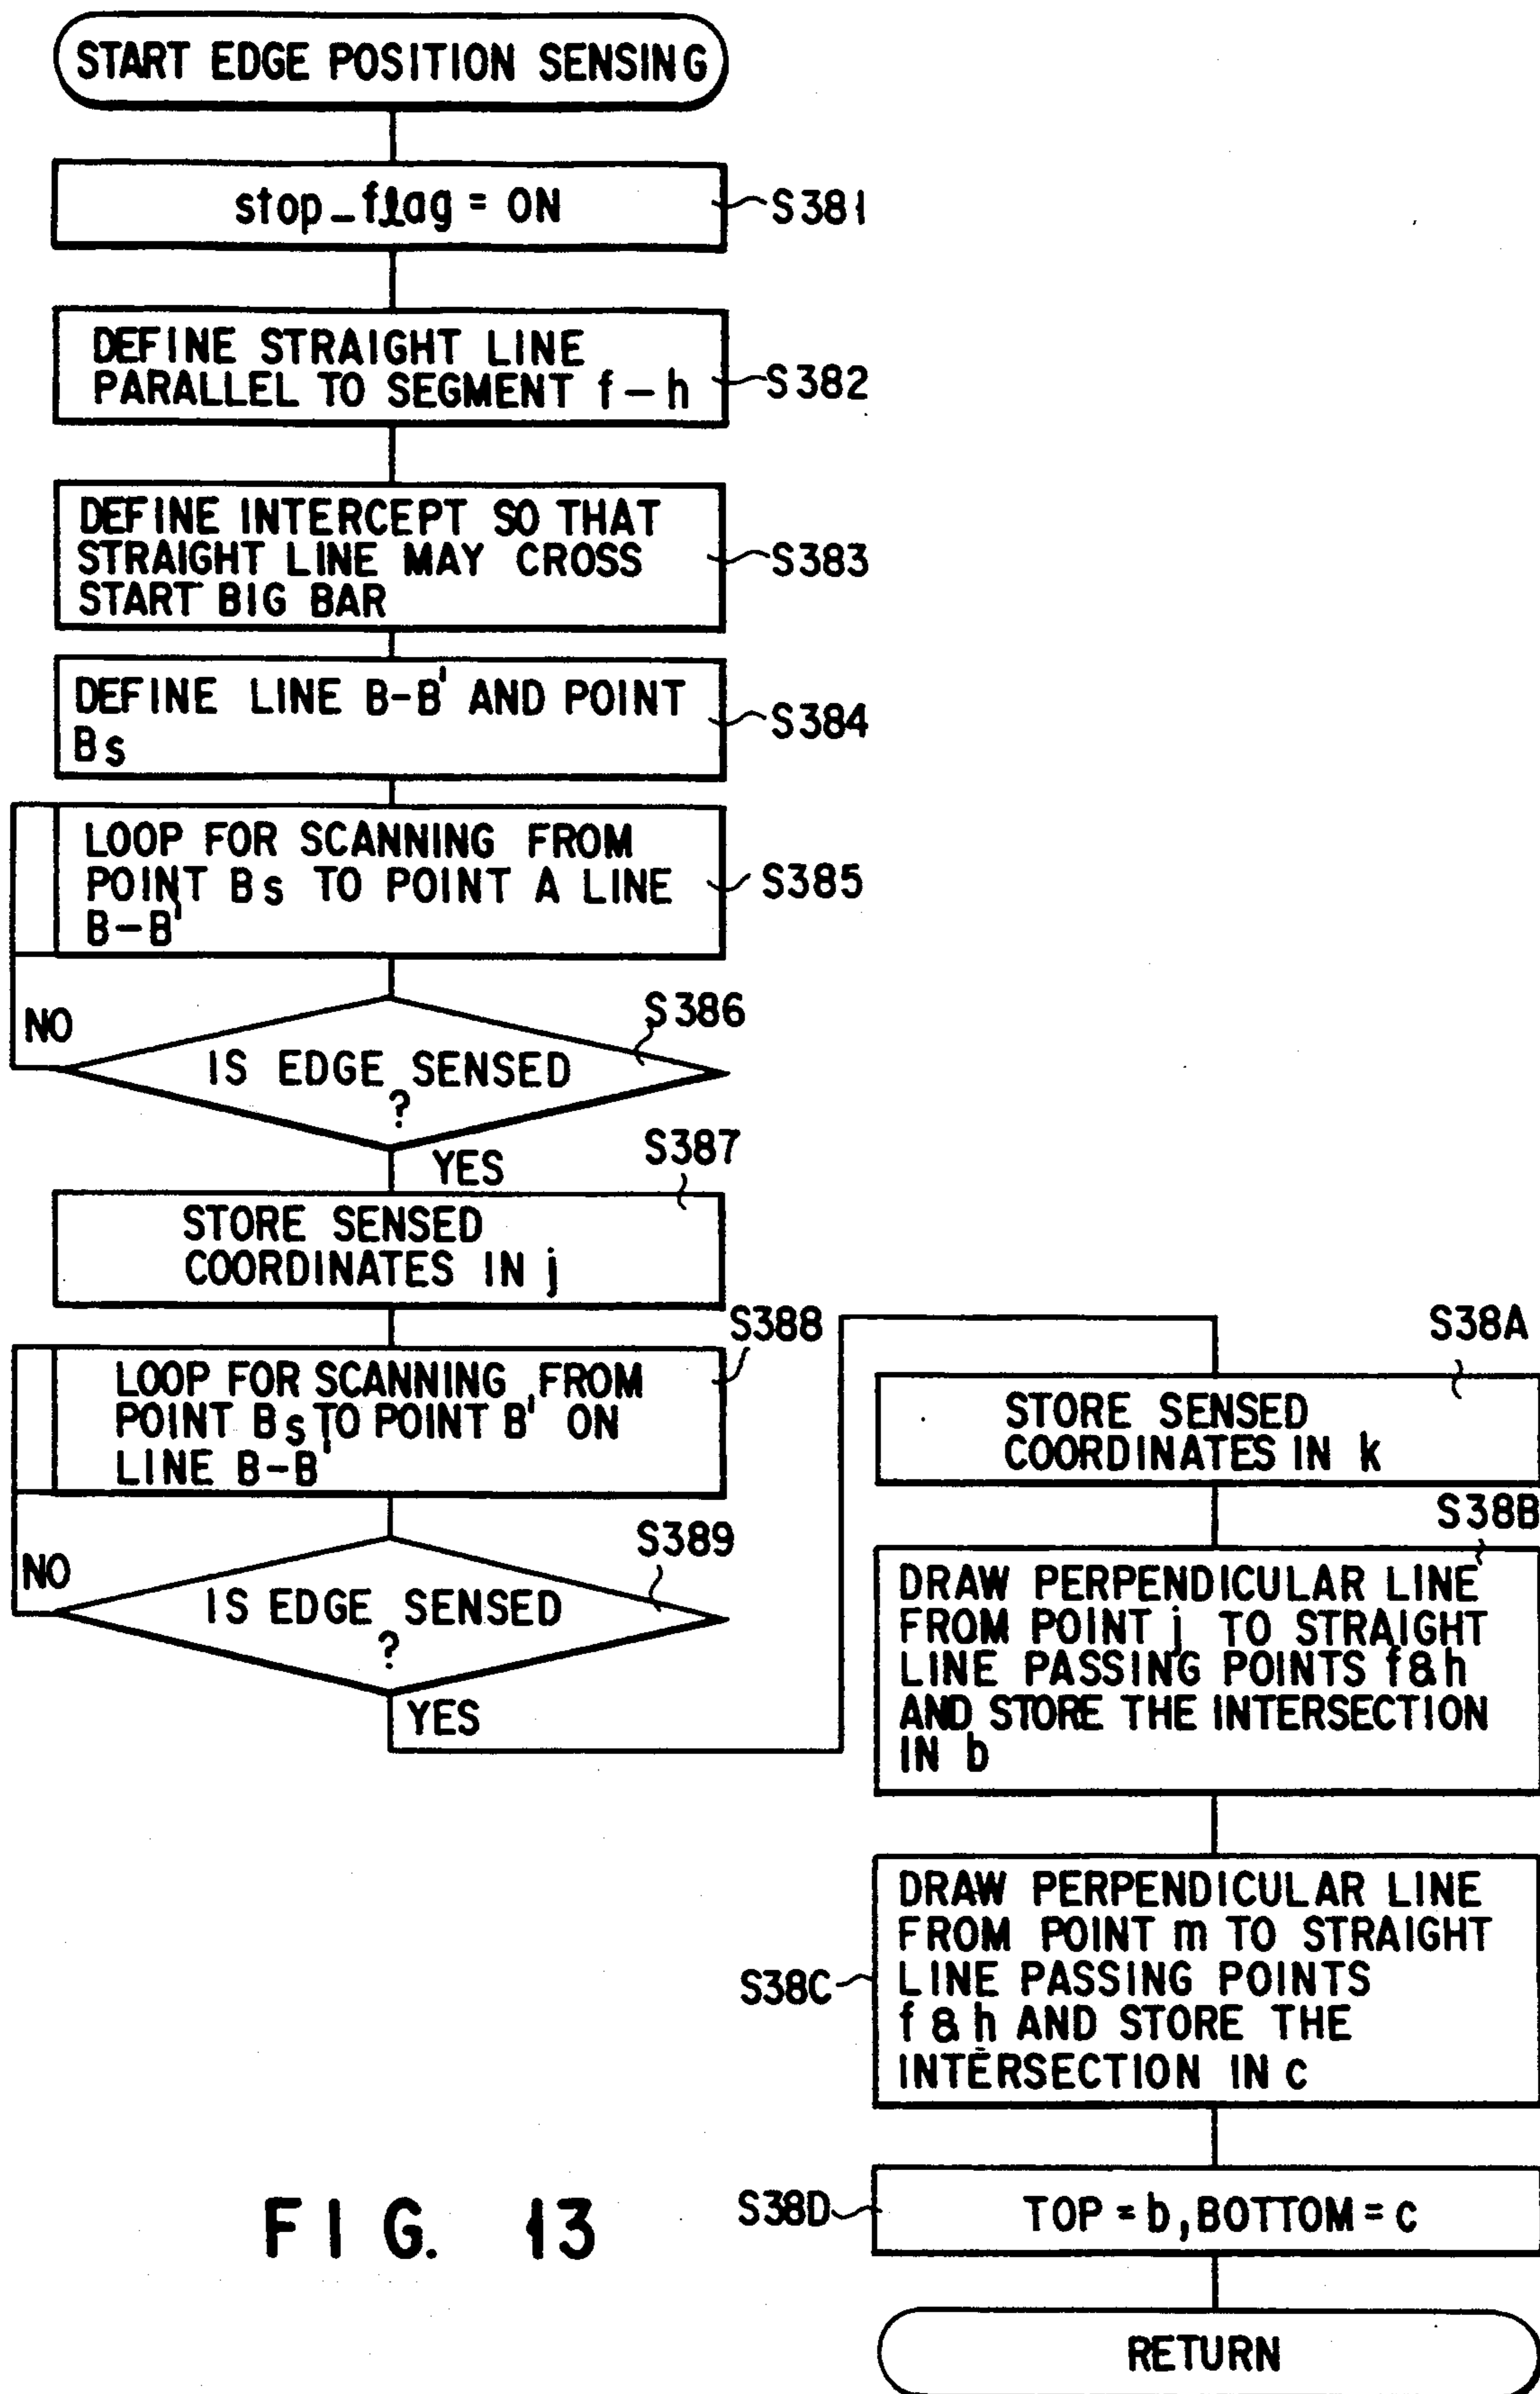 START EDGE POSITION SENSING
stop_flag = ON
S381
DEFINE STRAIGHT LINE
PARALLEL TO SEGMENT f-h
S382
DEFINE INTERCEPT SO THAT
STRAIGHT LINE MAY CROSS
START BIG BAR
S383
DEFINE LINE B-B' AND POINT
Bs
S384
LOOP FOR SCANNING FROM
POINT Bs TO POINT A LINE
B-B'
S385
S386
NO
IS EDGE SENSED
?
YES
S387
STORE SENSED
COORDINATES IN j
S388
LOOP FOR SCANNING FROM
POINT Bs TO POINT B' ON
LINE B-B'
S389
NO
IS EDGE SENSED
?
YES
S38A
STORE SENSED
COORDINATES IN k
S38B
DRAW PERPENDICULAR LINE
FROM POINT j TO STRAIGHT
LINE PASSING POINTS f&h
AND STORE THE INTERSECTION
IN b
DRAW PERPENDICULAR LINE
FROM POINT m TO STRAIGHT
LINE PASSING POINTS
f&h AND STORE THE
INTERSECTION IN c
S38C
S38D
TOP = b, BOTTOM = c
RETURN
FIG. 13